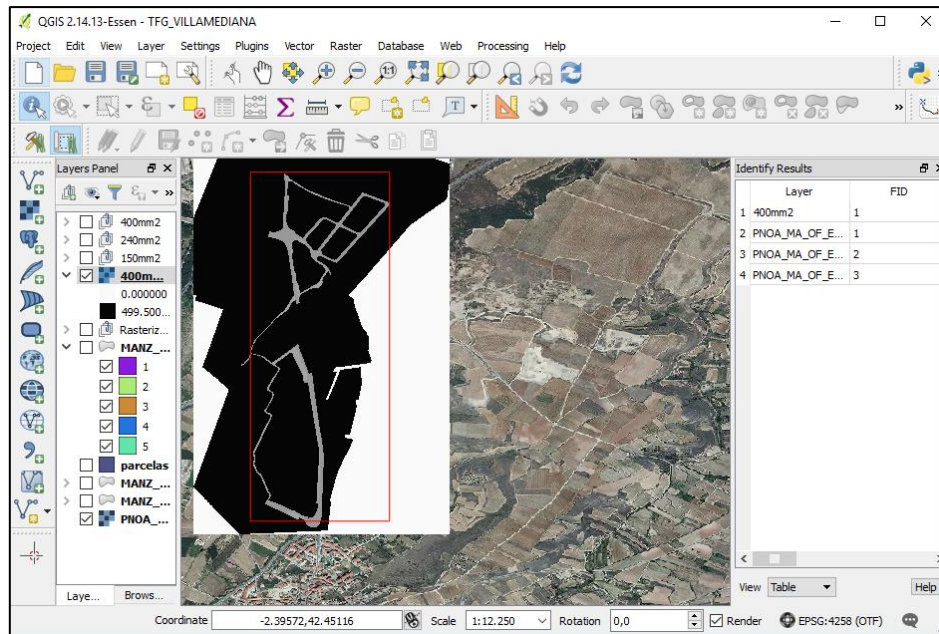 QGIS 2.14.13-Essen - TFG_VILLAMEDIANA
Project Edit View Layer Settings Plugins Vector Raster Database Web Processing Help
1:1
T
Layers Panel
400mm2
240mm2
150mm2
400m...
0.000000
499.500...
Rasteriz...
MANZ_...
1
2
3
4
5
parcelas
MANZ_...
MANZ_...
PNOA_...
Laye... Brows...
Identify Results
Layer FID
1 400mm2 1
2 PNOA_MA_OF_E... 1
3 PNOA_MA_OF_E... 2
4 PNOA_MA_OF_E... 3
View Table Help
Coordinate -2.39572,42.45116 Scale 1:12.250 Rotation 0,0 Render EPSG:4258 (OTF)